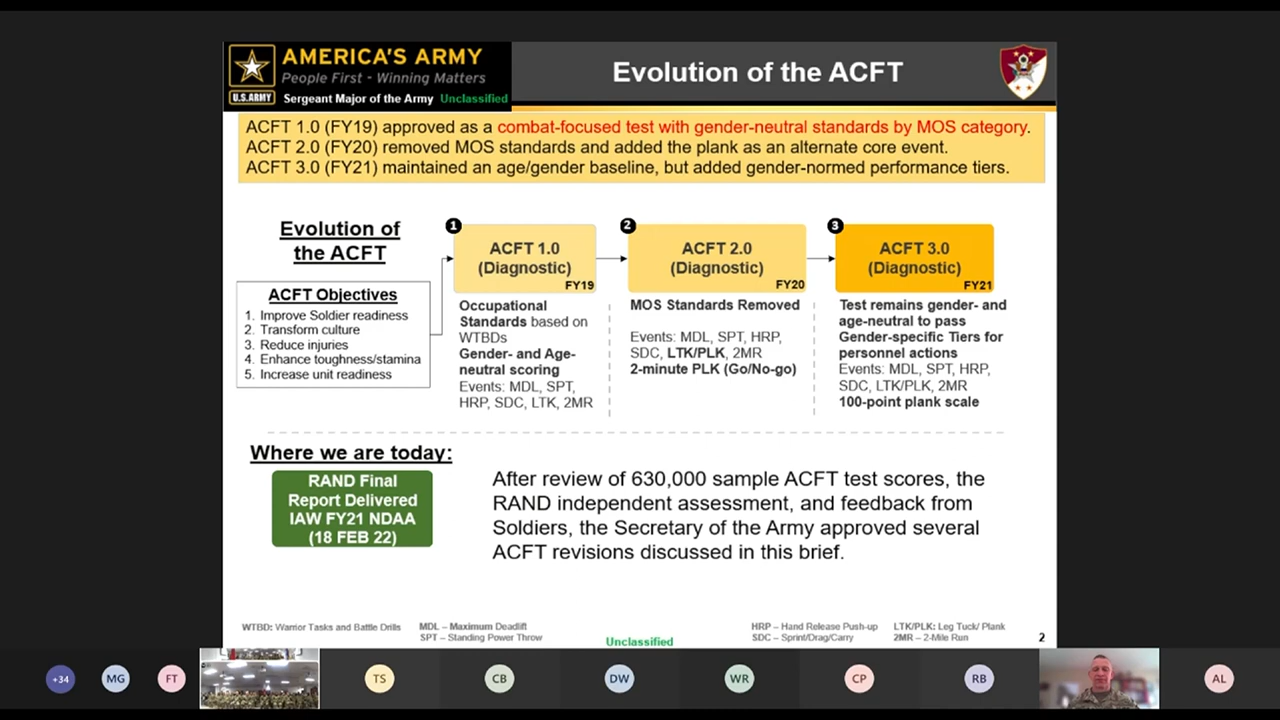 AMERICA'S ARMY
People First - Winning Matters
U.S.ARMY
Sergeant Major of the Army Unclassified
Evolution of the ACFT
ACFT 1.0 (FY19) approved as a combat-focused test with gender-neutral standards by MOS category.
ACFT 2.0 (FY20) removed MOS standards and added the plank as an alternate core event.
ACFT 3.0 (FY21) maintained an age/gender baseline, but added gender-normed performance tiers.
Evolution of
the ACFT
ACFT Objectives
1. Improve Soldier readiness
2. Transform culture
3. Reduce injuries
4. Enhance toughness/stamina
5. Increase unit readiness
1
ACFT 1.0
(Diagnostic)
FY19
Occupational
Standards based on
WTBDs
Gender- and Age-
neutral scoring
Events: MDL, SPT,
HRP, SDC, LTK, 2MR
2
ACFT 2.0
(Diagnostic)
FY20
MOS Standards Removed
Events: MDL, SPT, HRP,
SDC, LTK/PLK, 2MR
2-minute PLK (Go/No-go)
3
ACFT 3.0
(Diagnostic)
FY21
Test remains gender- and
age-neutral to pass
Gender-specific Tiers for
personnel actions
Events: MDL, SPT, HRP,
SDC, LTK/PLK, 2MR
100-point plank scale
Where we are today:
RAND Final
Report Delivered
IAW FY21 NDAA
(18 FEB 22)
After review of 630,000 sample ACFT test scores, the
RAND independent assessment, and feedback from
Soldiers, the Secretary of the Army approved several
ACFT revisions discussed in this brief.
WTBD: Warrior Tasks and Battle Drills
MDL – Maximum Deadlift
SPT – Standing Power Throw
Unclassified
HRP – Hand Release Push-up
SDC – Sprint/Drag/Carry
LTK/PLK: Leg Tuck/ Plank
2MR – 2-Mile Run
2
+34
MG
FT
TS
CB
DW
WR
CP
RB
AL